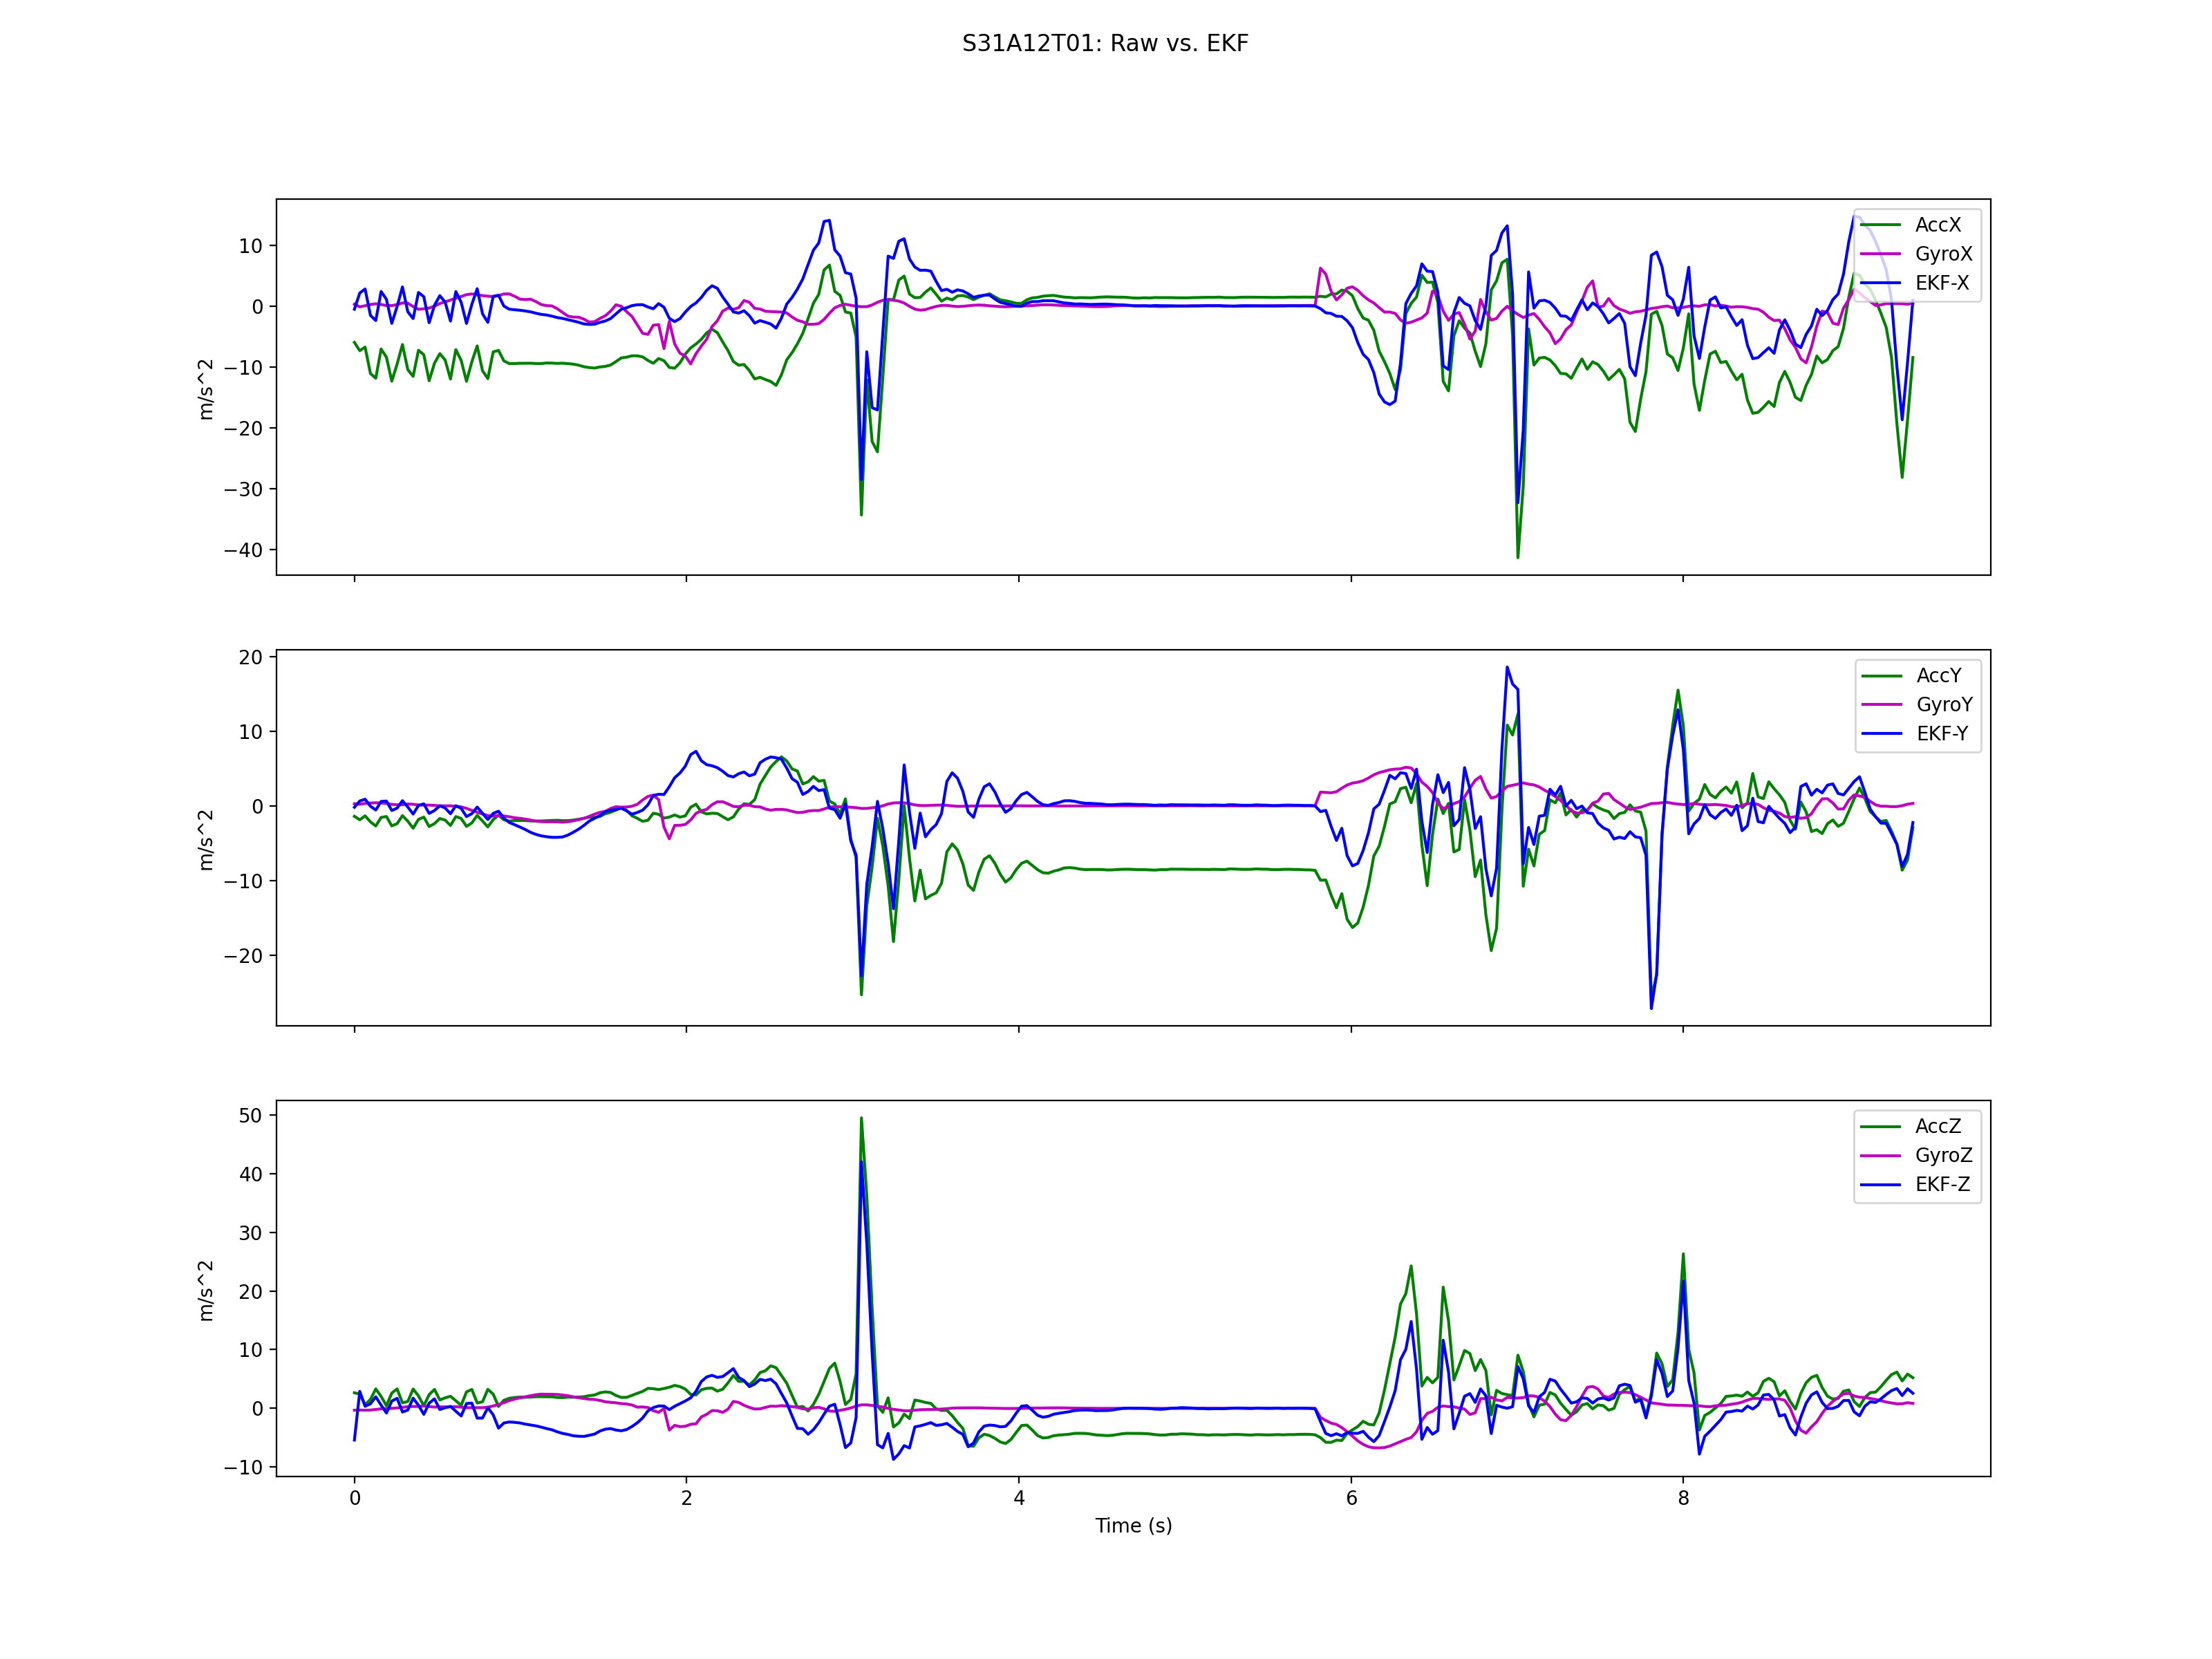 S31A12T01: Raw vs. EKF
AccX
GyroX
EKF-X
10
0
−10
−20
−30
−40
m/s^2
AccY
GyroY
EKF-Y
20
10
0
−10
−20
m/s^2
AccZ
GyroZ
EKF-Z
50
40
30
20
10
0
−10
m/s^2
0 2 4 6 8
Time (s)